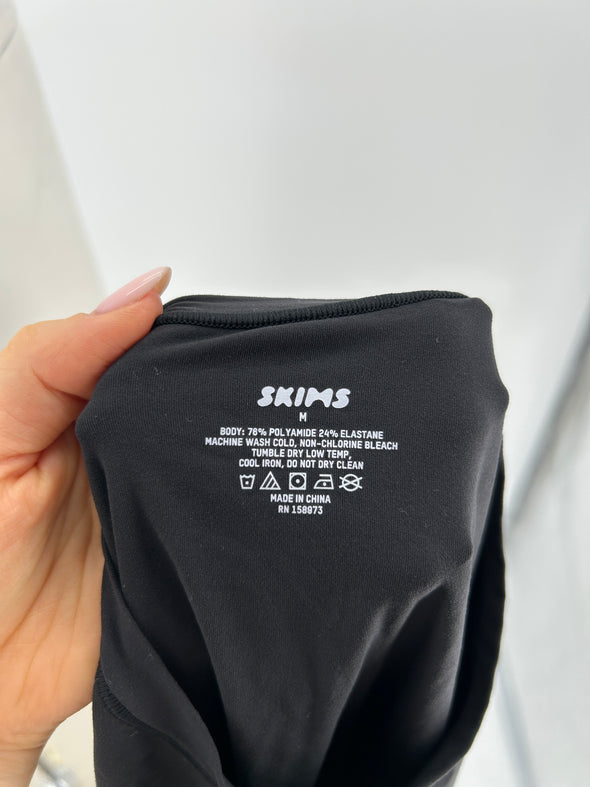 SKIMS
M
BODY: 76% POLYAMIDE 24% ELASTANE
MACHINE WASH COLD, NON-CHLORINE BLEACH
TUMBLE DRY LOW TEMP,
COOL IRON, DO NOT DRY CLEAN
MADE IN CHINA
RN 158973